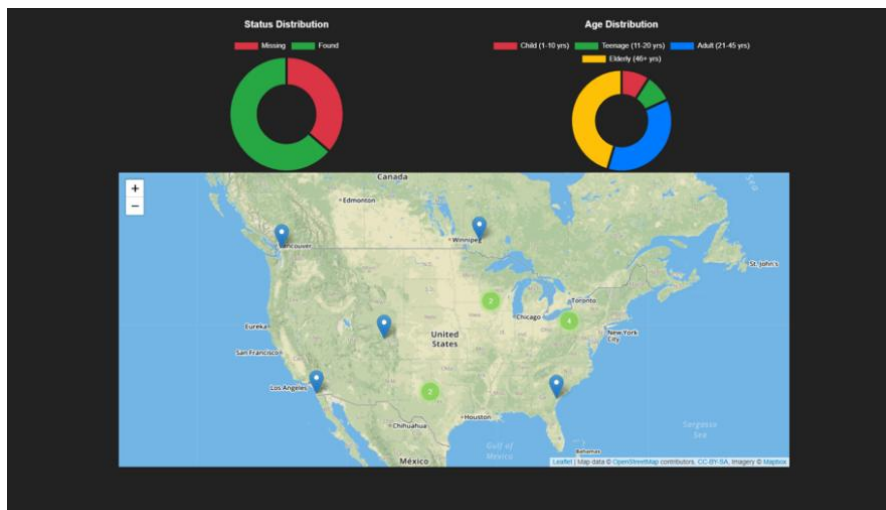 Status Distribution
Missing Found
Age Distribution
Child (1-10 yrs) Teenage (11-20 yrs) Adult (21-45 yrs)
Elderly (46+ yrs)
+
−
Canada
Edmonton
Vancouver
Winnipeg
St. John's
Toronto
Chicago
New York City
Eureka
San Francisco
United States
Los Angeles
2
4
2
Houston
Chihuahua
Gulf of Mexico
México
Sargasso Sea
Bahamas
Leaflet | Map data © OpenStreetMap contributors, CC-BY-SA, Imagery © Mapbox